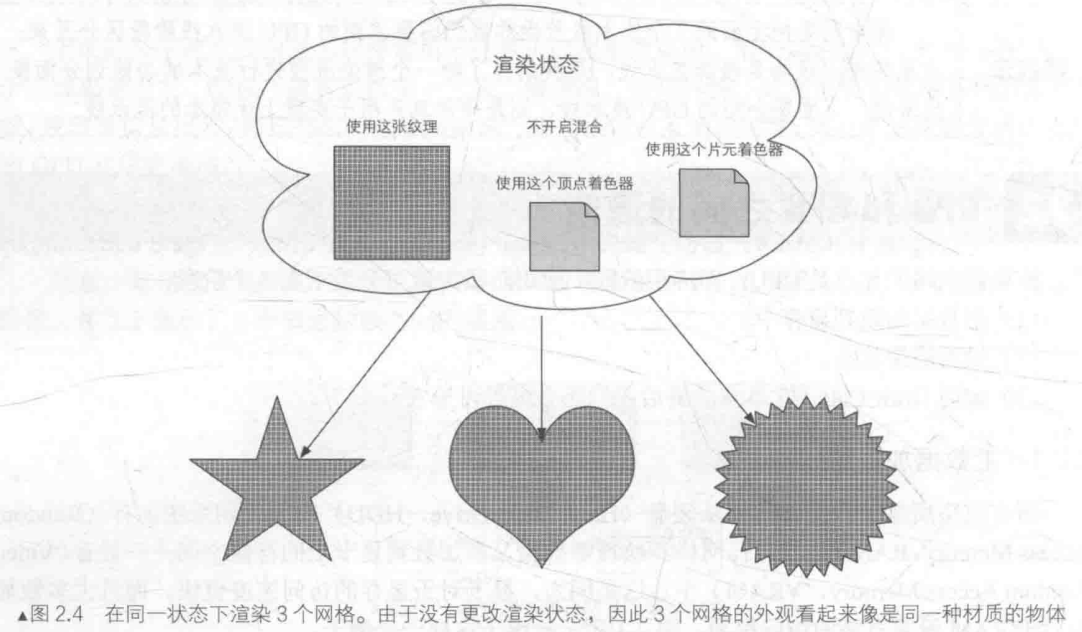 渲染状态
使用这张纹理
不开启混合
使用这个片元着色器
使用这个顶点着色器
▲图2.4 在同一状态下渲染3个网格。由于没有更改渲染状态，因此3个网格的外观看起来像是同一种材质的物体